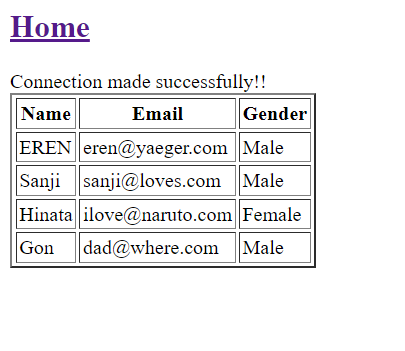 Home
Connection made successfully!!
Name Email Gender
EREN eren@yaeger.com Male
Sanji sanji@loves.com Male
Hinata ilove@naruto.com Female
Gon dad@where.com Male